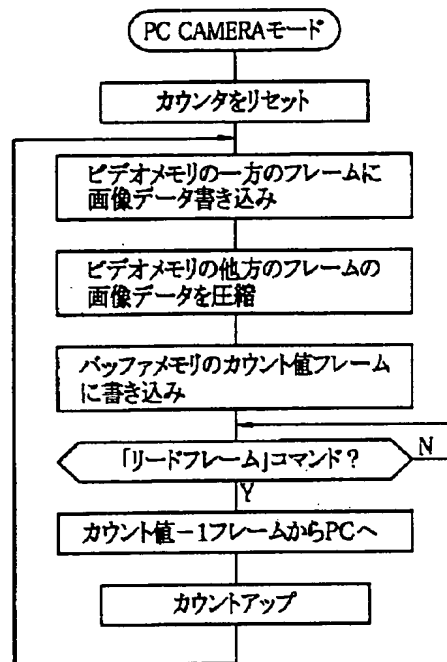 PC CAMERAモード
カウンタをリセット
ビデオメモリの一方のフレームに
画像データ書き込み
ビデオメモリの他方のフレームの
画像データを圧縮
バッファメモリのカウント値フレーム
に書き込み
「リードフレーム」コマンド?
N
Y
カウント値-1フレームからPCへ
カウントアップ